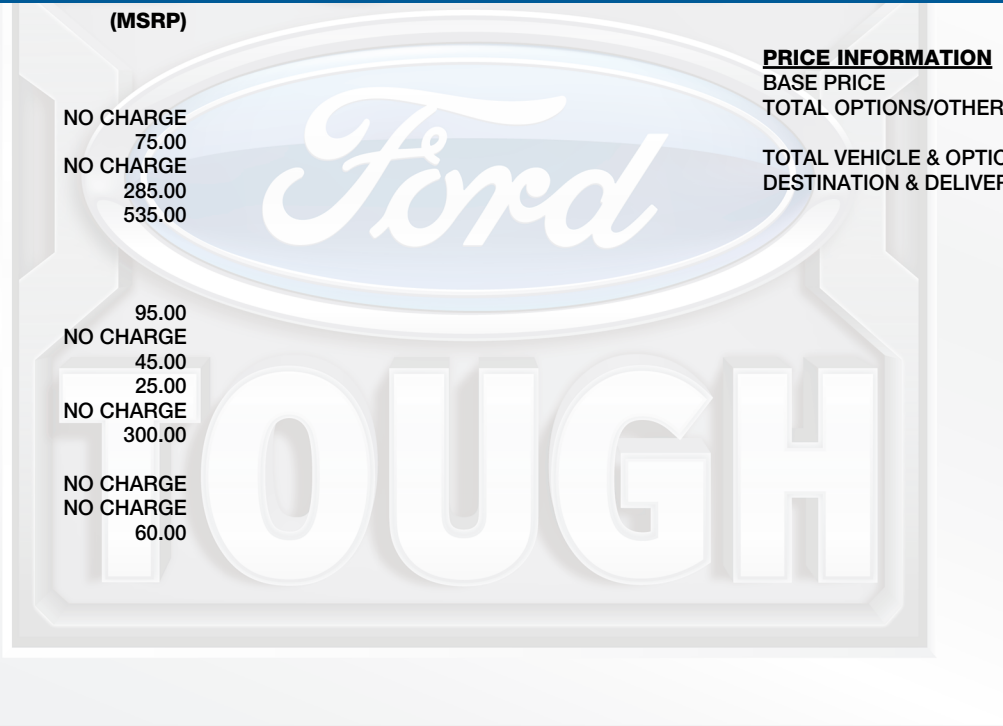 (MSRP)
NO CHARGE
75.00
NO CHARGE
285.00
535.00
95.00
NO CHARGE
45.00
25.00
NO CHARGE
300.00
NO CHARGE
NO CHARGE
60.00
PRICE INFORMATION
BASE PRICE
TOTAL OPTIONS/OTHER
TOTAL VEHICLE & OPTIO
DESTINATION & DELIVER
Ford
TOUGH